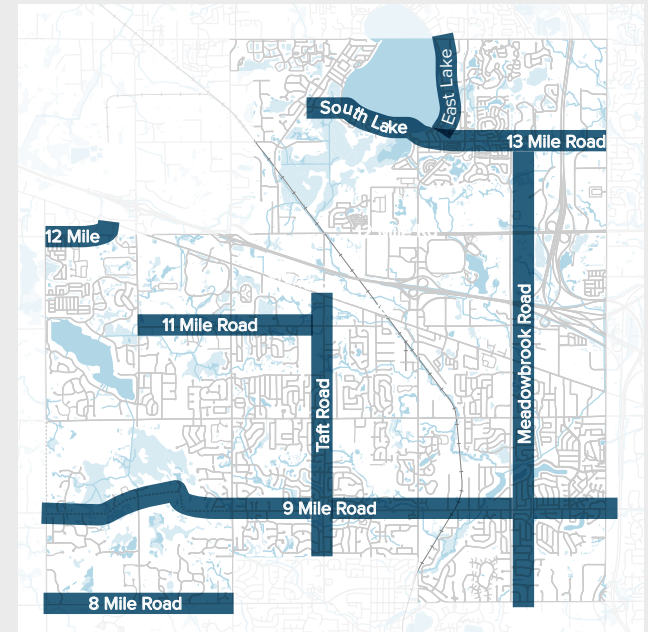 East Lake
South Lake
13 Mile Road
12 Mile
11 Mile Road
Meadowbrook Road
Taft Road
9 Mile Road
8 Mile Road